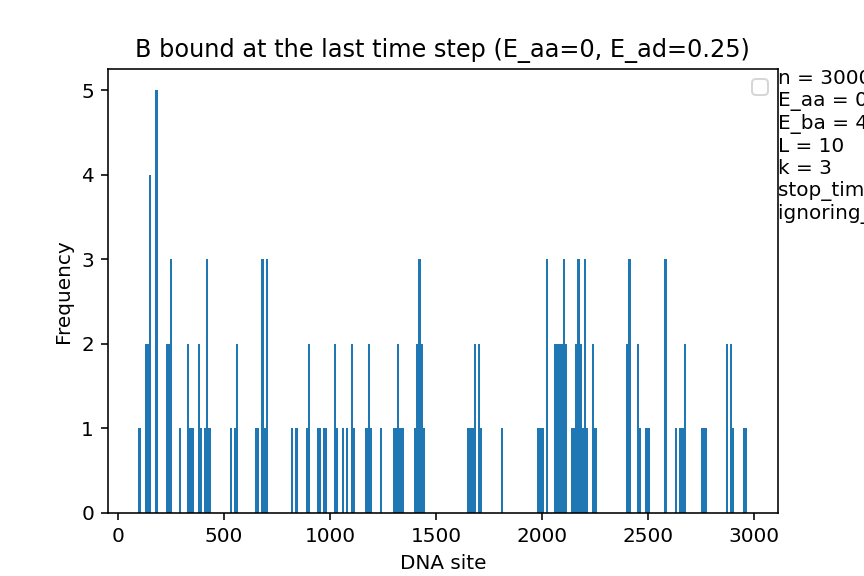 B bound at the last time step (E_aa=0, E_ad=0.25)
n = 3000
E_aa = 0
E_ba = 4
L = 10
k = 3
stop_tim
ignoring_
5
4
3
2
1
0
Frequency
0 500 1000 1500 2000 2500 3000
DNA site